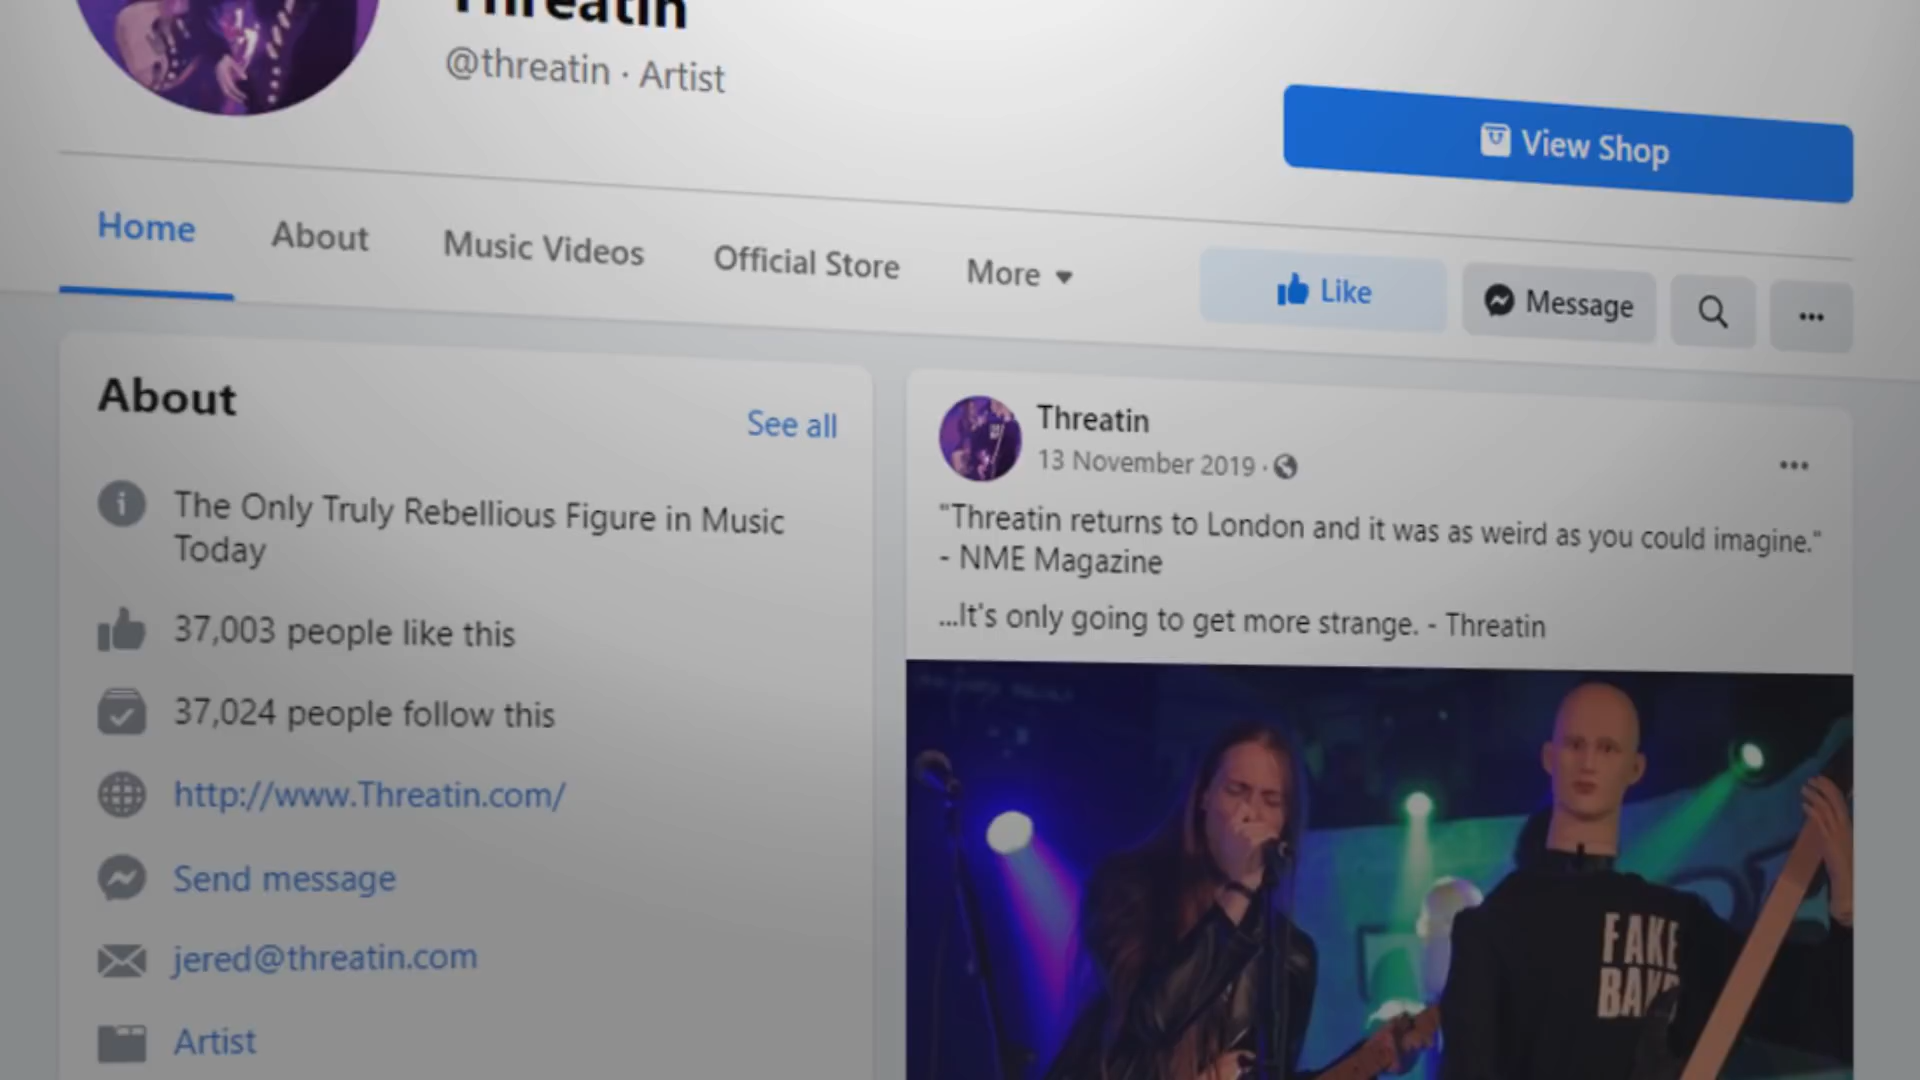 Threatin
@threatin · Artist
View Shop
Home
About
Music Videos
Official Store
More
Like
Message
About
See all
The Only Truly Rebellious Figure in Music
Today
37,003 people like this
37,024 people follow this
http://www.Threatin.com/
Send message
jered@threatin.com
Artist
Threatin
13 November 2019 ·
"Threatin returns to London and it was as weird as you could imagine."
- NME Magazine
...It's only going to get more strange. - Threatin
FAKE
BAND